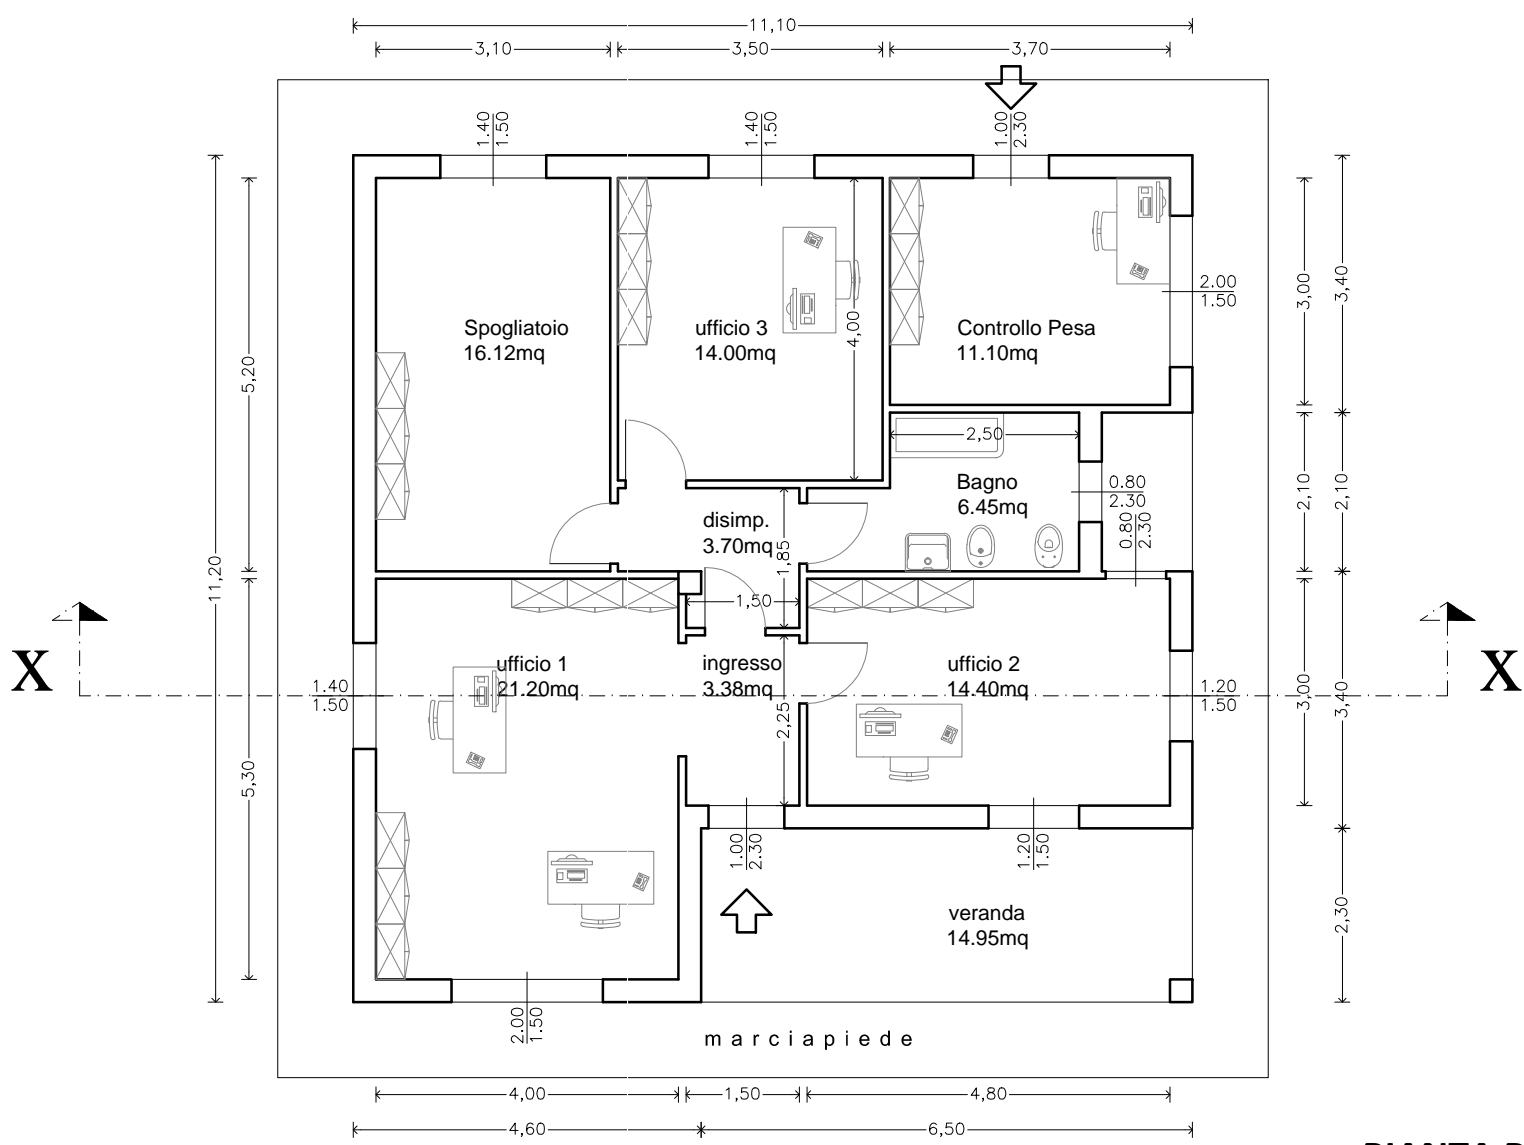 11,10
3,10
3,50
3,70
1.40
1.50
1.40
1.50
1.00
2.30
5,20
11,20
5,30
Spogliatoio
16.12mq
ufficio 3
14.00mq
4,00
Controllo Pesa
11.10mq
2.00
1.50
3,00
3,40
2,50
Bagno
6.45mq
0.80
2.30
0.80
2.30
2,10
2,10
disimp.
3.70mq
1,85
1,50
X
1.40
1.50
ufficio 1
21.20mq
ingresso
3.38mq
2,25
ufficio 2
14.40mq
1.20
1.50
3,00
3,40
X
1.00
2.30
1.20
1.50
veranda
14.95mq
2,30
2.00
1.50
marciapiede
4,00
1,50
4,80
4,60
6,50